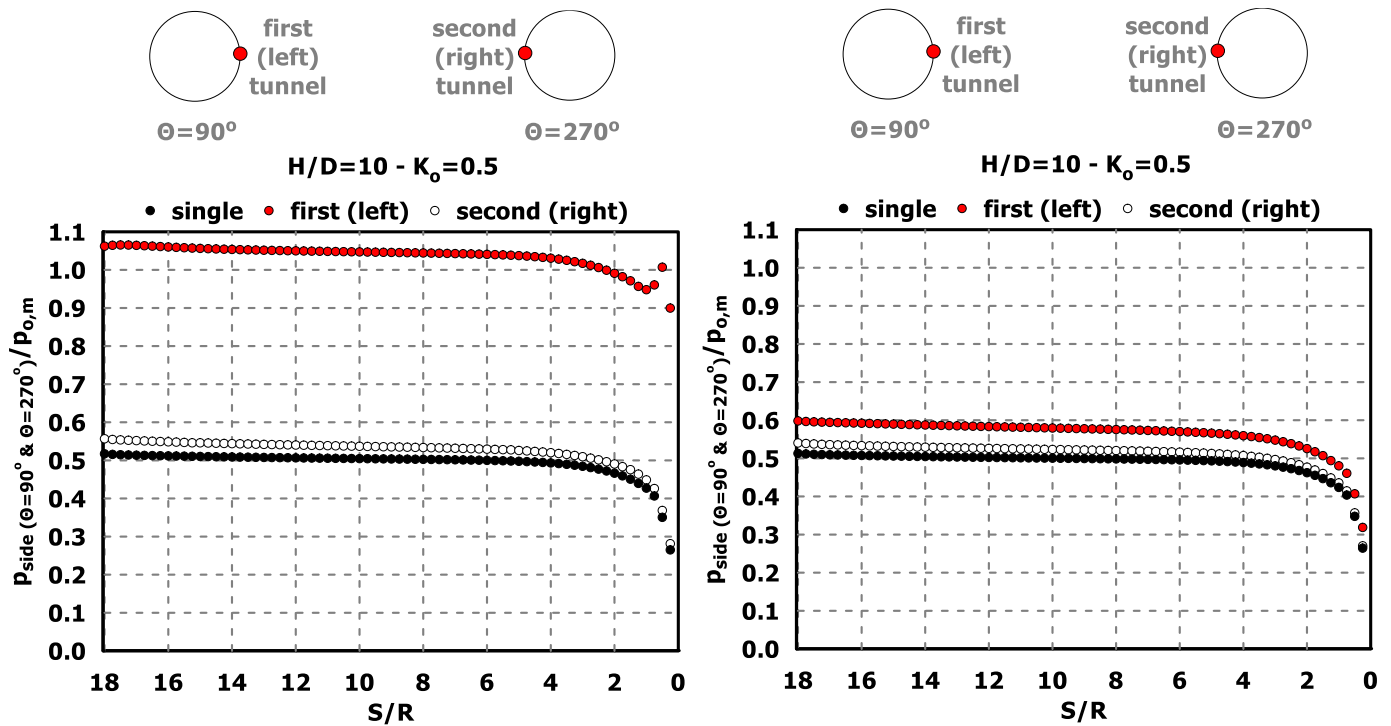 first
(left)
tunnel
second
(right)
tunnel
Θ=90°
Θ=270°
H/D=10 - Kₒ=0.5
single
first (left)
second (right)
1.1
1.0
0.9
0.8
0.7
0.6
0.5
0.4
0.3
0.2
0.1
0.0
p_side (Θ=90° & Θ=270°)/p_o,m
18 16 14 12 10 8 6 4 2 0
S/R
first
(left)
tunnel
second
(right)
tunnel
Θ=90°
Θ=270°
H/D=10 - Kₒ=0.5
single
first (left)
second (right)
1.1
1.0
0.9
0.8
0.7
0.6
0.5
0.4
0.3
0.2
0.1
0.0
p_side (Θ=90° & Θ=270°)/p_o,m
18 16 14 12 10 8 6 4 2 0
S/R